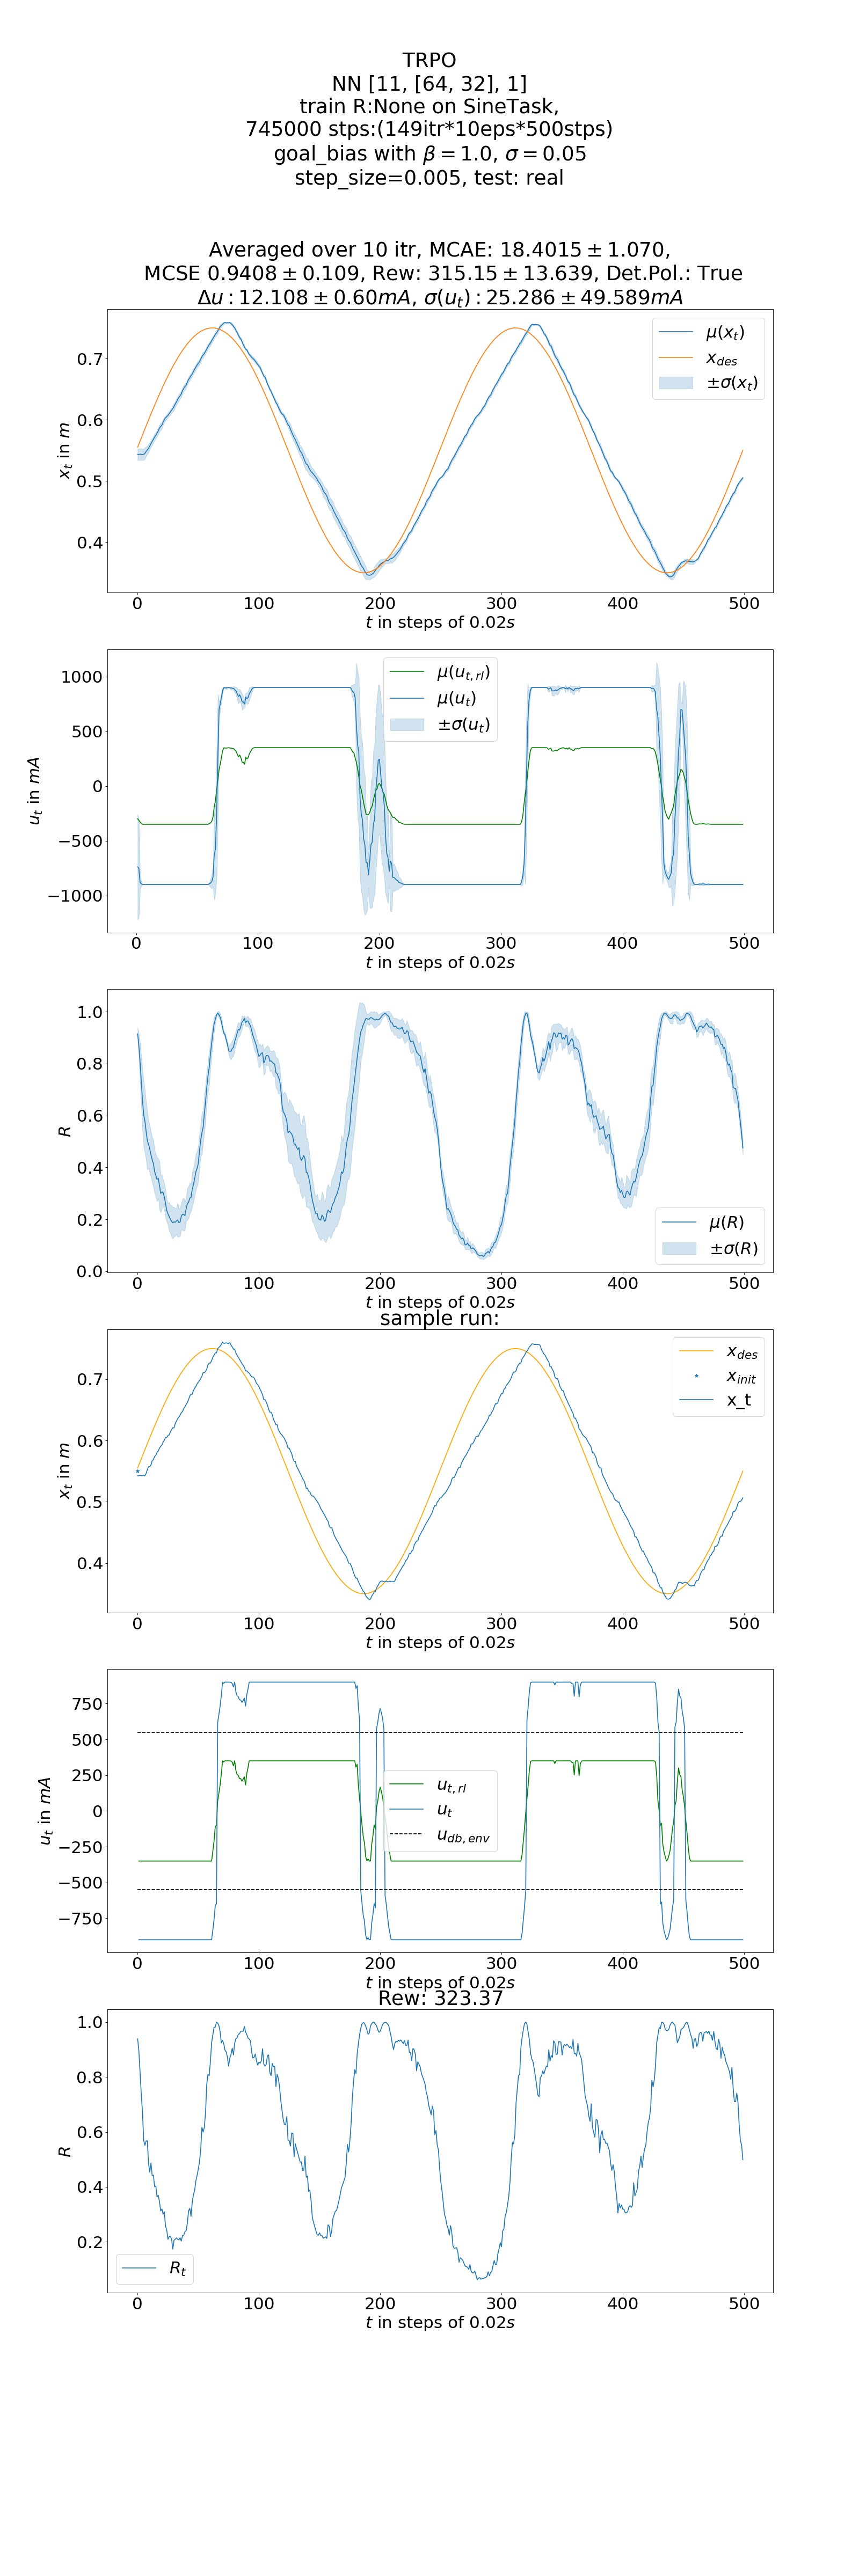 TRPO
NN [11, [64, 32], 1]
train R:None on SineTask,
745000 stps:(149itr*10eps*500stps)
goal_bias with β = 1.0, σ = 0.05
step_size=0.005, test: real
Averaged over 10 itr, MCAE: 18.4015 ± 1.070,
MCSE 0.9408 ± 0.109, Rew: 315.15 ± 13.639, Det.Pol.: True
Δu : 12.108 ± 0.60mA, σ(u_t) : 25.286 ± 49.589mA
μ(x_t)
x_des
±σ(x_t)
x_t in m
0.7
0.6
0.5
0.4
0 100 200 300 400 500
t in steps of 0.02s
μ(u_{t,rl})
μ(u_t)
±σ(u_t)
u_t in mA
1000
500
0
−500
−1000
0 100 200 300 400 500
t in steps of 0.02s
R
1.0
0.8
0.6
0.4
0.2
0.0
μ(R)
±σ(R)
0 100 200 300 400 500
t in steps of 0.02s
sample run:
x_des
x_init
x_t
x_t in m
0.7
0.6
0.5
0.4
0 100 200 300 400 500
t in steps of 0.02s
u_t in mA
750
500
250
0
−250
−500
−750
u_{t,rl}
u_t
u_{db,env}
0 100 200 300 400 500
t in steps of 0.02s
Rew: 323.37
R
1.0
0.8
0.6
0.4
0.2
R_t
0 100 200 300 400 500
t in steps of 0.02s